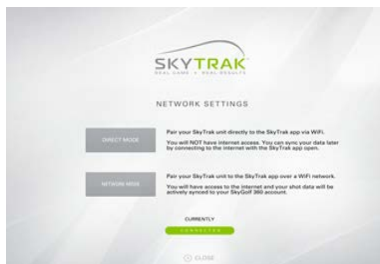 SKYTRAK
REAL GAME • REAL RESULTS
NETWORK SETTINGS
DIRECT MODE
Pair your SkyTrak unit directly to the SkyTrak app via WiFi.
You will NOT have internet access. You can sync your data later
by connecting to the internet with the SkyTrak app open.
NETWORK MODE
Pair your SkyTrak unit to the SkyTrak app over a WiFi network.
You will have access to the internet and your shot data will be
actively synced to your SkyGolf 360 account.
CURRENTLY
CONNECTED
CLOSE